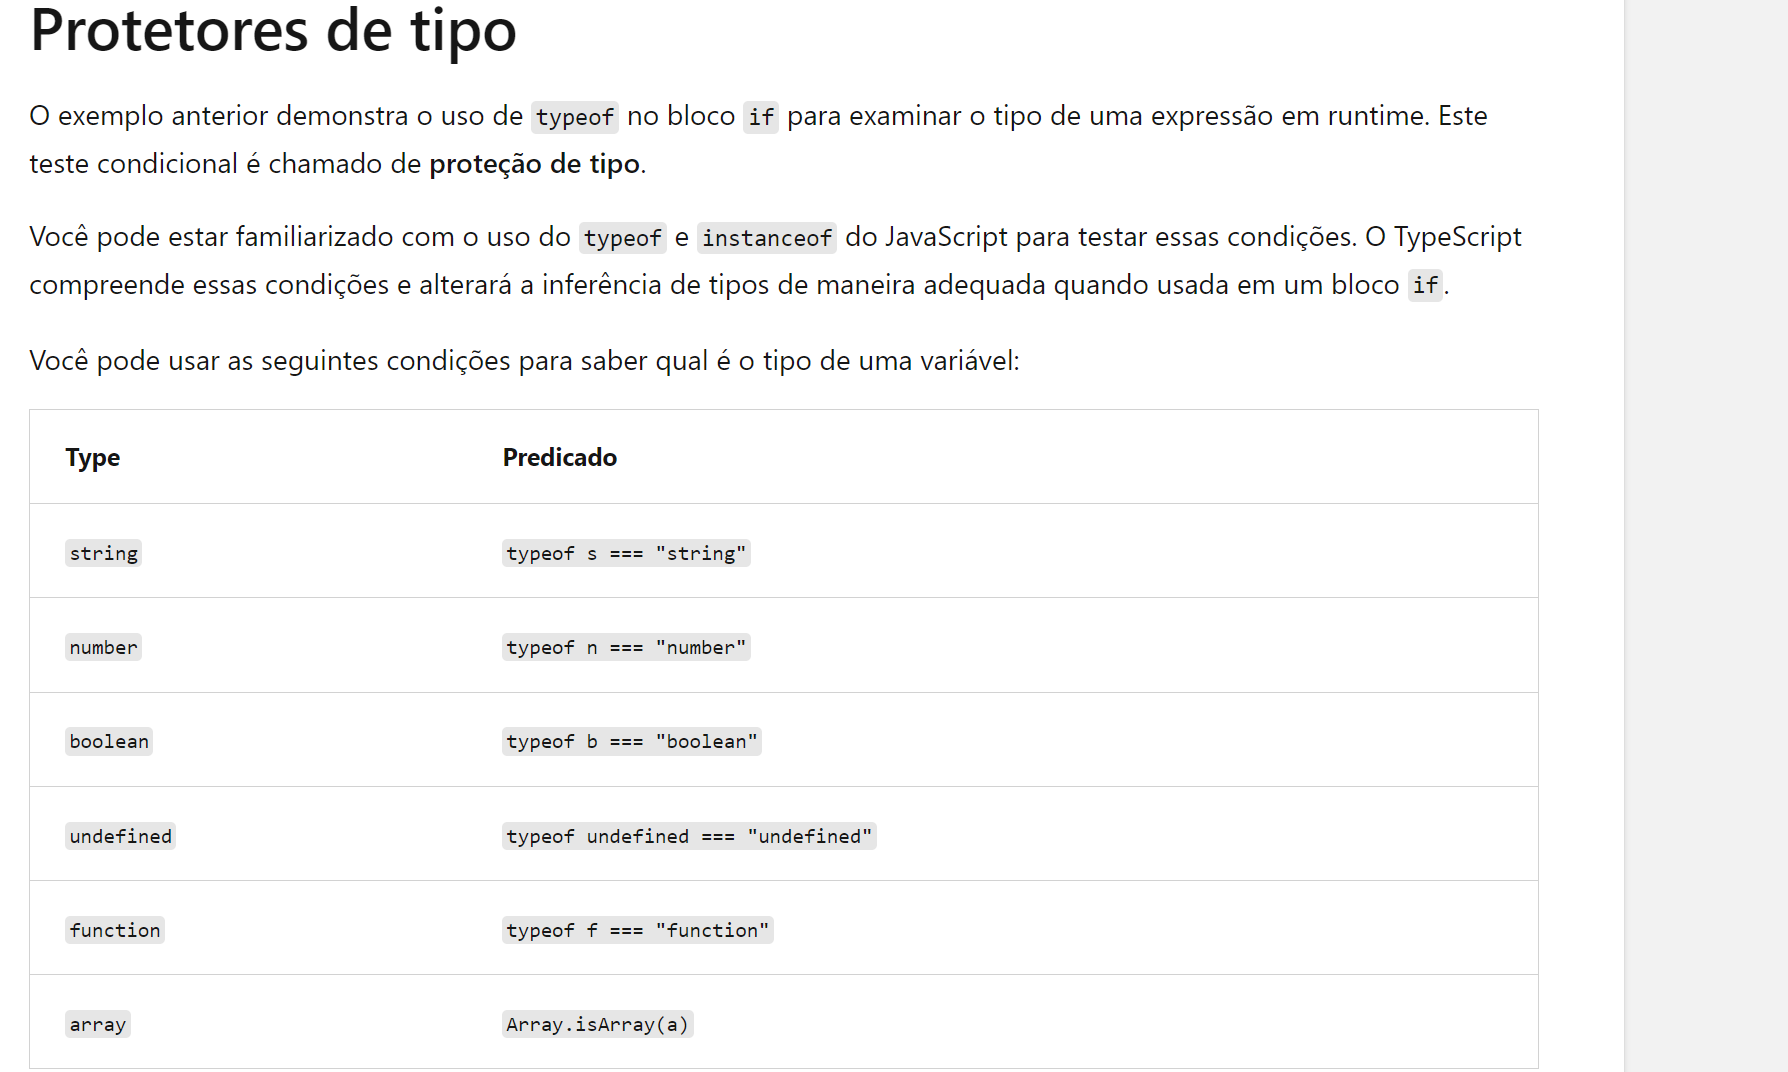 Protetores de tipo
O exemplo anterior demonstra o uso de typeof no bloco if para examinar o tipo de uma expressão em runtime. Este
teste condicional é chamado de proteção de tipo.
Você pode estar familiarizado com o uso do typeof e instanceof do JavaScript para testar essas condições. O TypeScript
compreende essas condições e alterará a inferência de tipos de maneira adequada quando usada em um bloco if.
Você pode usar as seguintes condições para saber qual é o tipo de uma variável:
Type Predicado
string typeof s === "string"
number typeof n === "number"
boolean typeof b === "boolean"
undefined typeof undefined === "undefined"
function typeof f === "function"
array Array.isArray(a)